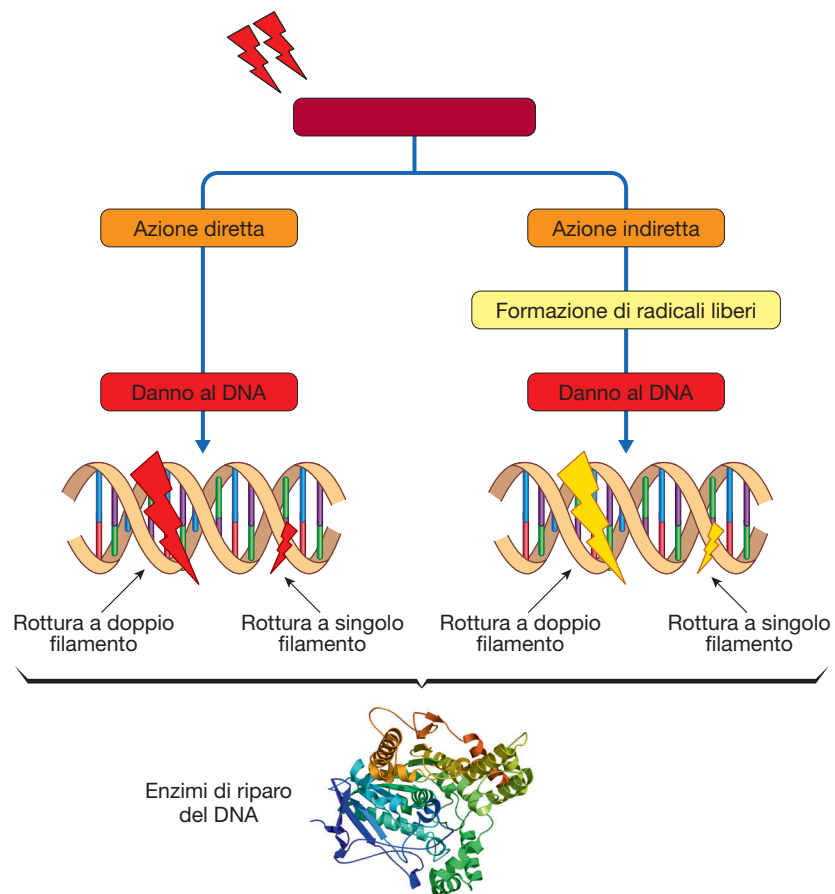 Azione diretta
Azione indiretta
Formazione di radicali liberi
Danno al DNA
Danno al DNA
Rottura a doppio
filamento
Rottura a singolo
filamento
Rottura a doppio
filamento
Rottura a singolo
filamento
Enzimi di riparo
del DNA